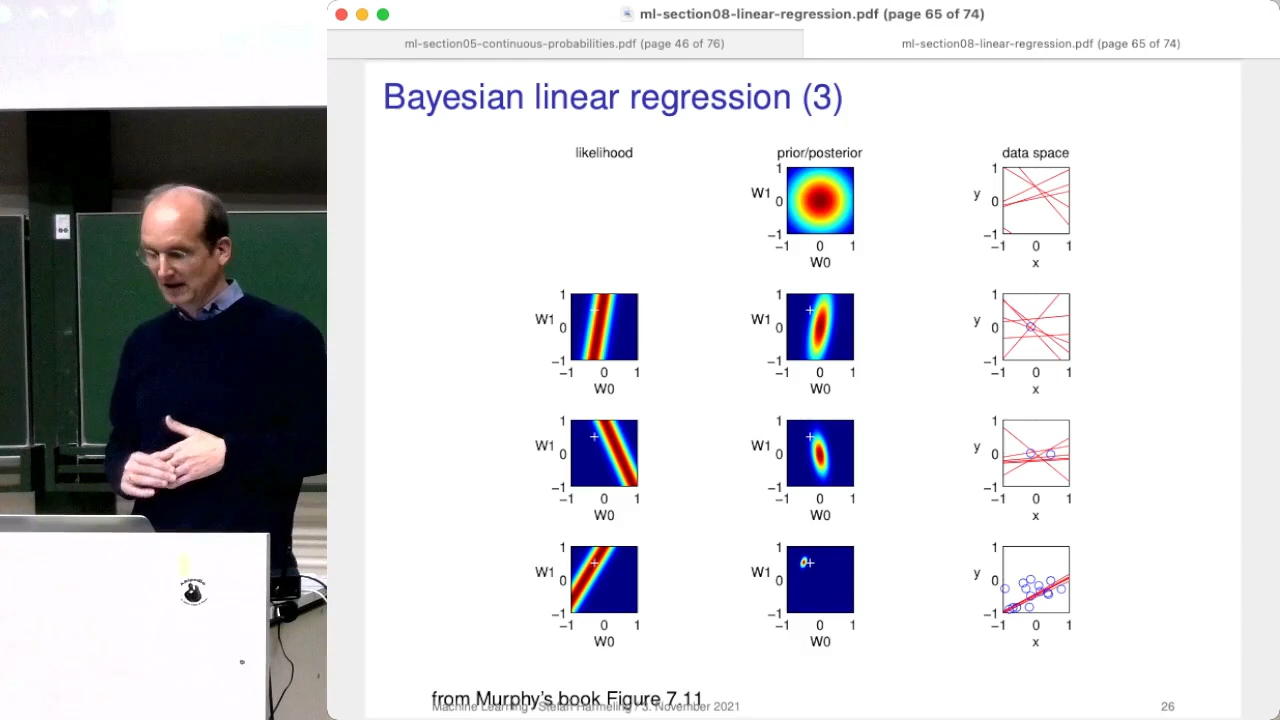 ml-section08-linear-regression.pdf (page 65 of 74)
ml-section05-continuous-probabilities.pdf (page 46 of 76) ml-section08-linear-regression.pdf (page 65 of 74)
Bayesian linear regression (3)
likelihood prior/posterior data space
1 1
W1 0 y 0
−1 −1
−1 0 1 −1 0 1
W0 x
1 1 1
W1 0 W1 0 y 0
−1 −1 −1
−1 0 1 −1 0 1 −1 0 1
W0 W0 x
1 1 1
W1 0 W1 0 y 0
−1 −1 −1
−1 0 1 −1 0 1 −1 0 1
W0 W0 x
1 1 1
W1 0 W1 0 y 0
−1 −1 −1
−1 0 1 −1 0 1 −1 0 1
W0 W0 x
from Murphy's book Figure 7.11
Machine Learning / Stefan Harmeling / 3. November 2021 26